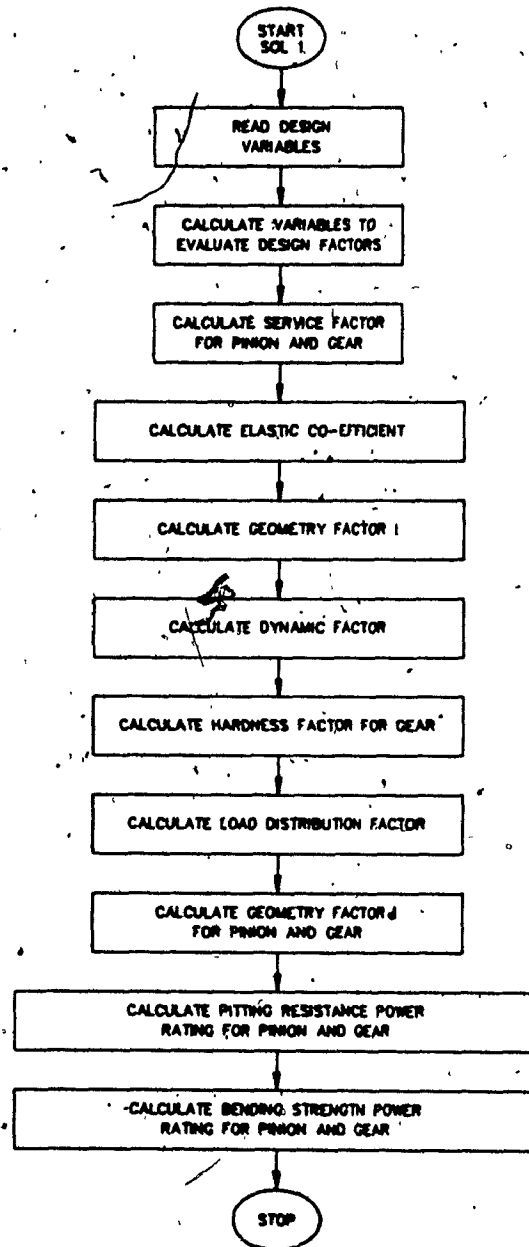 START
SOL 1
READ DESIGN
VARIABLES
CALCULATE VARIABLES TO
EVALUATE DESIGN FACTORS
CALCULATE SERVICE FACTOR
FOR PINION AND GEAR
CALCULATE ELASTIC CO-EFFICIENT
CALCULATE GEOMETRY FACTOR I
CALCULATE DYNAMIC FACTOR
CALCULATE HARDNESS FACTOR FOR GEAR
CALCULATE LOAD DISTRIBUTION FACTOR
CALCULATE GEOMETRY FACTOR J
FOR PINION AND GEAR
CALCULATE PITTING RESISTANCE POWER
RATING FOR PINION AND GEAR
CALCULATE BENDING STRENGTH POWER
RATING FOR PINION AND GEAR
STOP